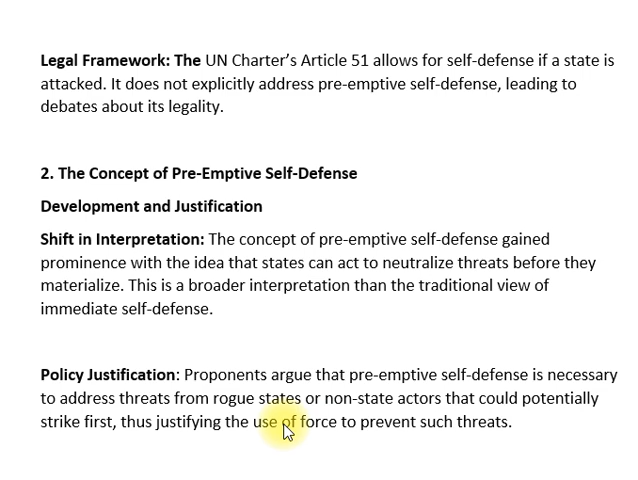 Legal Framework: The UN Charter’s Article 51 allows for self-defense if a state is
attacked. It does not explicitly address pre-emptive self-defense, leading to
debates about its legality.
2. The Concept of Pre-Emptive Self-Defense
Development and Justification
Shift in Interpretation: The concept of pre-emptive self-defense gained
prominence with the idea that states can act to neutralize threats before they
materialize. This is a broader interpretation than the traditional view of
immediate self-defense.
Policy Justification: Proponents argue that pre-emptive self-defense is necessary
to address threats from rogue states or non-state actors that could potentially
strike first, thus justifying the use of force to prevent such threats.